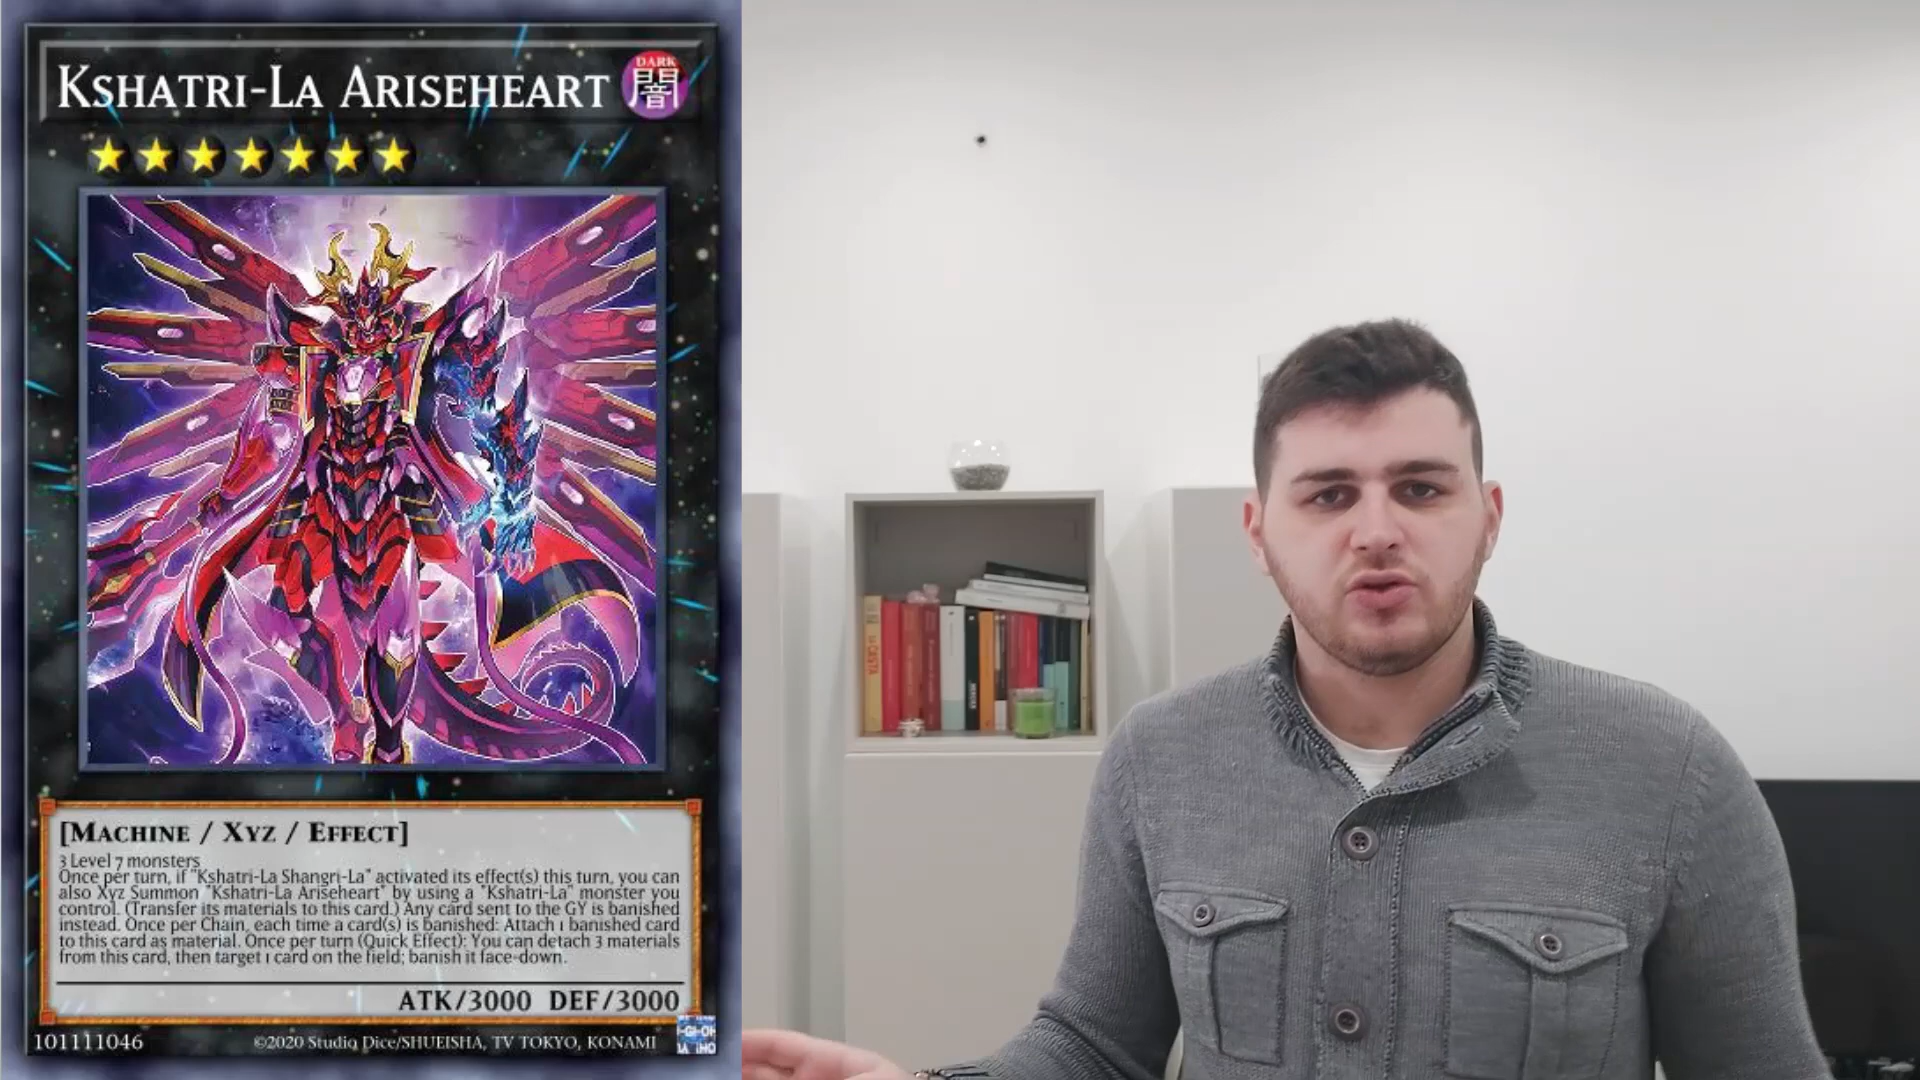 KSHATRI-LA ARISEHEART
DARK
闇
[MACHINE / XYZ / EFFECT]
3 Level 7 monsters
Once per turn, if "Kshatri-La Shangri-La" activated its effect(s) this turn, you can
also Xyz Summon "Kshatri-La Ariseheart" by using a "Kshatri-La" monster you
control. (Transfer its materials to this card.) Any card sent to the GY is banished
instead. Once per Chain, each time a card(s) is banished: Attach 1 banished card
to this card as material. Once per turn (Quick Effect): You can detach 3 materials
from this card, then target 1 card on the field; banish it face-down.
ATK/3000 DEF/3000
101111046
©2020 Studio Dice/SHUEISHA, TV TOKYO, KONAMI